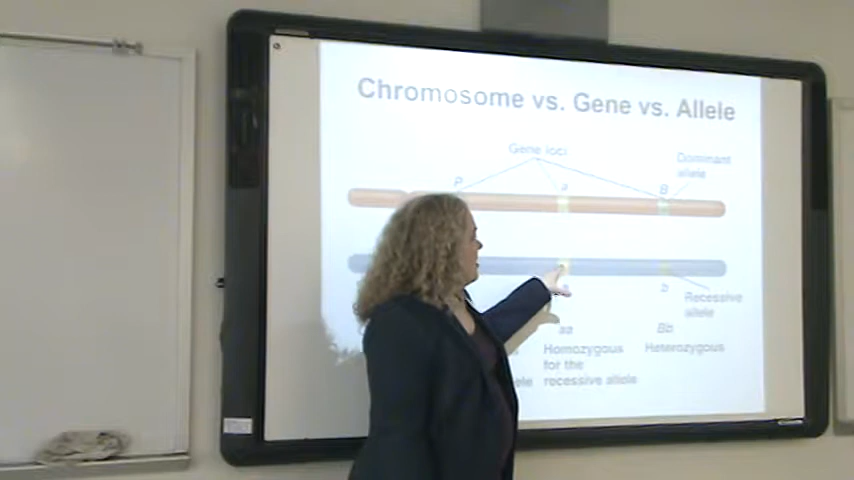 Chromosome vs. Gene vs. Allele
Gene loci
Dominant
allele
P
a
B
b
Recessive
allele
aa
Bb
Homozygous
Heterozygous
for the
recessive allele